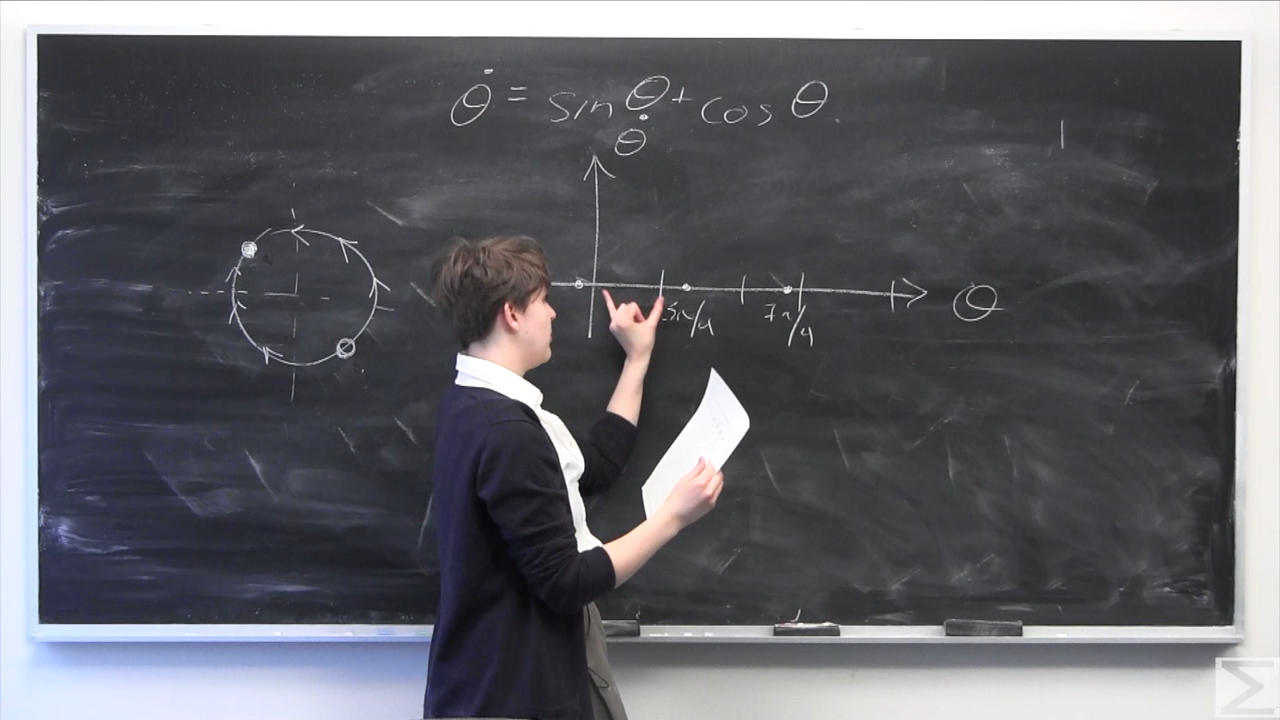 θ̇ = sin θ + cos θ.
θ̇
θ
3π/4 7π/4
Σ